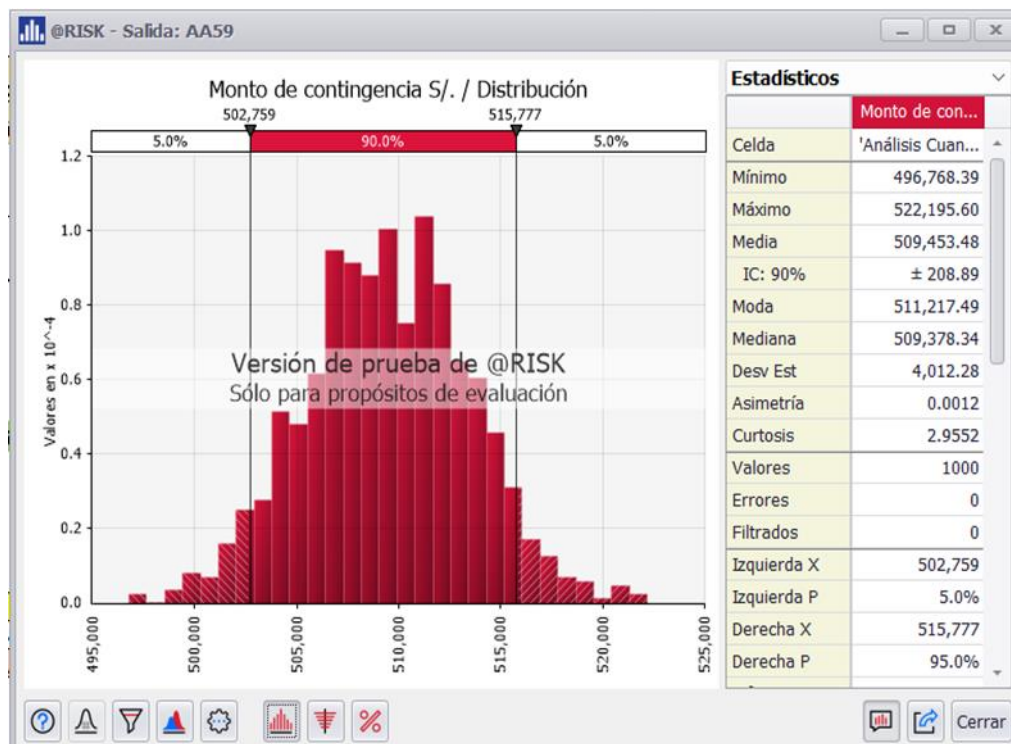 @RISK - Salida: AA59
Monto de contingencia S/. / Distribución
502,759 515,777
5.0% 90.0% 5.0%
1.2
1.0
0.8
0.6
0.4
0.2
0.0
Valores en x 10^-4
495,000 500,000 505,000 510,000 515,000 520,000 525,000
Versión de prueba de @RISK
Sólo para propósitos de evaluación
Estadísticos
Monto de con...
Celda 'Análisis Cuan...
Mínimo 496,768.39
Máximo 522,195.60
Media 509,453.48
IC: 90% ± 208.89
Moda 511,217.49
Mediana 509,378.34
Desv Est 4,012.28
Asimetría 0.0012
Curtosis 2.9552
Valores 1000
Errores 0
Filtrados 0
Izquierda X 502,759
Izquierda P 5.0%
Derecha X 515,777
Derecha P 95.0%
Cerrar